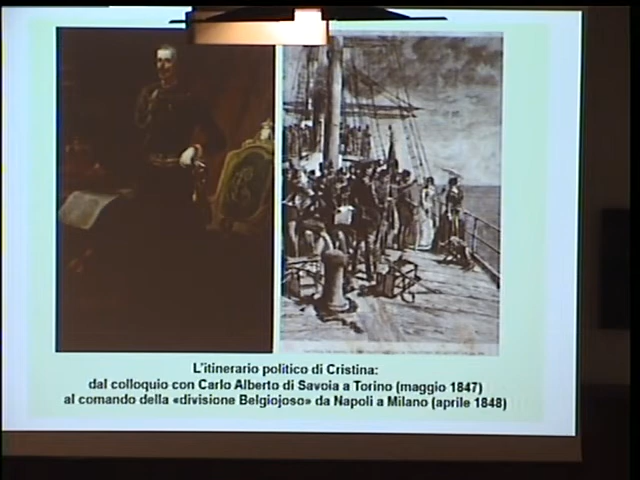 L'itinerario politico di Cristina:
dal colloquio con Carlo Alberto di Savoia a Torino (maggio 1847)
al comando della «divisione Belgiojoso» da Napoli a Milano (aprile 1848)